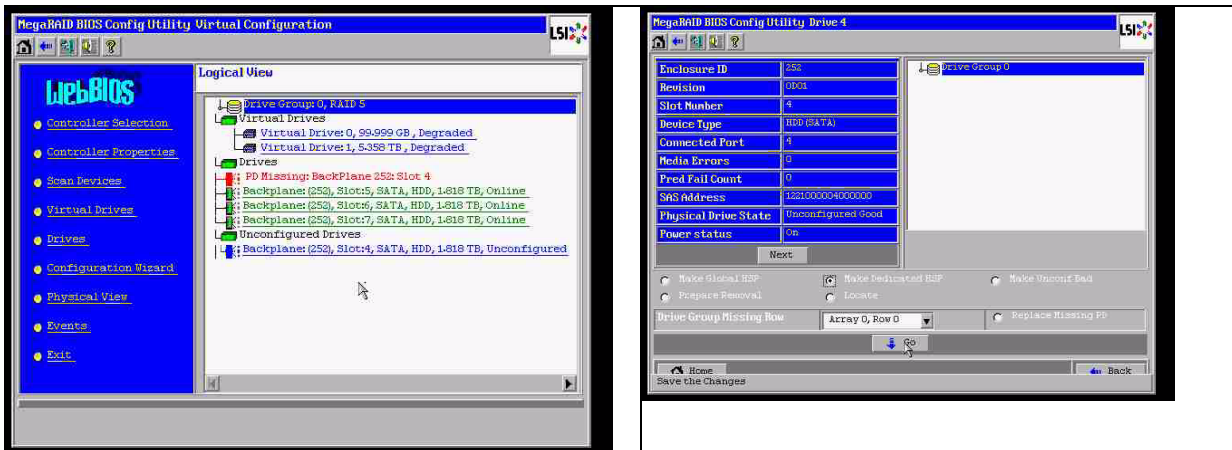 MegaRAID BIOS Config Utility Virtual Configuration
LSI
WebBIOS
Controller Selection
Controller Properties
Scan Devices
Virtual Drives
Drives
Configuration Wizard
Physical View
Events
Exit
Logical View
Drive Group: 0, RAID 5
Virtual Drives
Virtual Drive: 0, 99.999 GB, Degraded
Virtual Drive: 1, 5.358 TB, Degraded
Drives
PD Missing: BackPlane 252: Slot 4
Backplane: (252), Slot:5, SATA, HDD, 1.818 TB, Online
Backplane: (252), Slot:6, SATA, HDD, 1.818 TB, Online
Backplane: (252), Slot:7, SATA, HDD, 1.818 TB, Online
Unconfigured Drives
Backplane: (252), Slot:4, SATA, HDD, 1.818 TB, Unconfigured
MegaRAID BIOS Config Utility Drive 4
LSI
Enclosure ID 252
Revision 0D01
Slot Number 4
Device Type HDD (SATA)
Connected Port 4
Media Errors 0
Pred Fail Count 0
SAS Address 1221000004000000
Physical Drive State Unconfigured Good
Power status On
Next
Drive Group 0
Make Global HSP Make Dedicated HSP Make Unconf Bad
Prepare Removal Locate
Drive Group Missing Row Array 0, Row 0 Replace Missing PD
Go
Home Back
Save the Changes